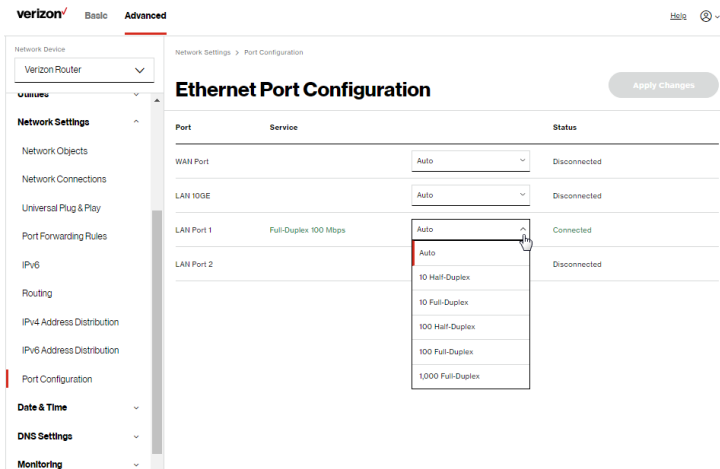 verizon Basic Advanced Help
Network Device
Verizon Router
Utilities
Network Settings
Network Objects
Network Connections
Universal Plug & Play
Port Forwarding Rules
IPv6
Routing
IPv4 Address Distribution
IPv6 Address Distribution
Port Configuration
Date & Time
DNS Settings
Monitoring
Network Settings > Port Configuration
Ethernet Port Configuration
Apply Changes
Port Service Status
WAN Port Auto Disconnected
LAN 10GE Auto Disconnected
LAN Port 1 Full-Duplex 100 Mbps Auto Connected
LAN Port 2 Disconnected
Auto
10 Half-Duplex
10 Full-Duplex
100 Half-Duplex
100 Full-Duplex
1,000 Full-Duplex